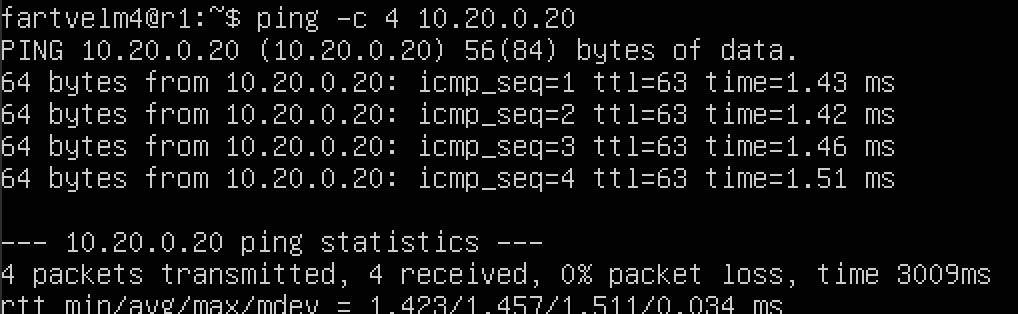 fartvelm4@r1:~$ ping -c 4 10.20.0.20
PING 10.20.0.20 (10.20.0.20) 56(84) bytes of data.
64 bytes from 10.20.0.20: icmp_seq=1 ttl=63 time=1.43 ms
64 bytes from 10.20.0.20: icmp_seq=2 ttl=63 time=1.42 ms
64 bytes from 10.20.0.20: icmp_seq=3 ttl=63 time=1.46 ms
64 bytes from 10.20.0.20: icmp_seq=4 ttl=63 time=1.51 ms
--- 10.20.0.20 ping statistics ---
4 packets transmitted, 4 received, 0% packet loss, time 3009ms
rtt min/avg/max/mdev = 1.423/1.457/1.511/0.034 ms